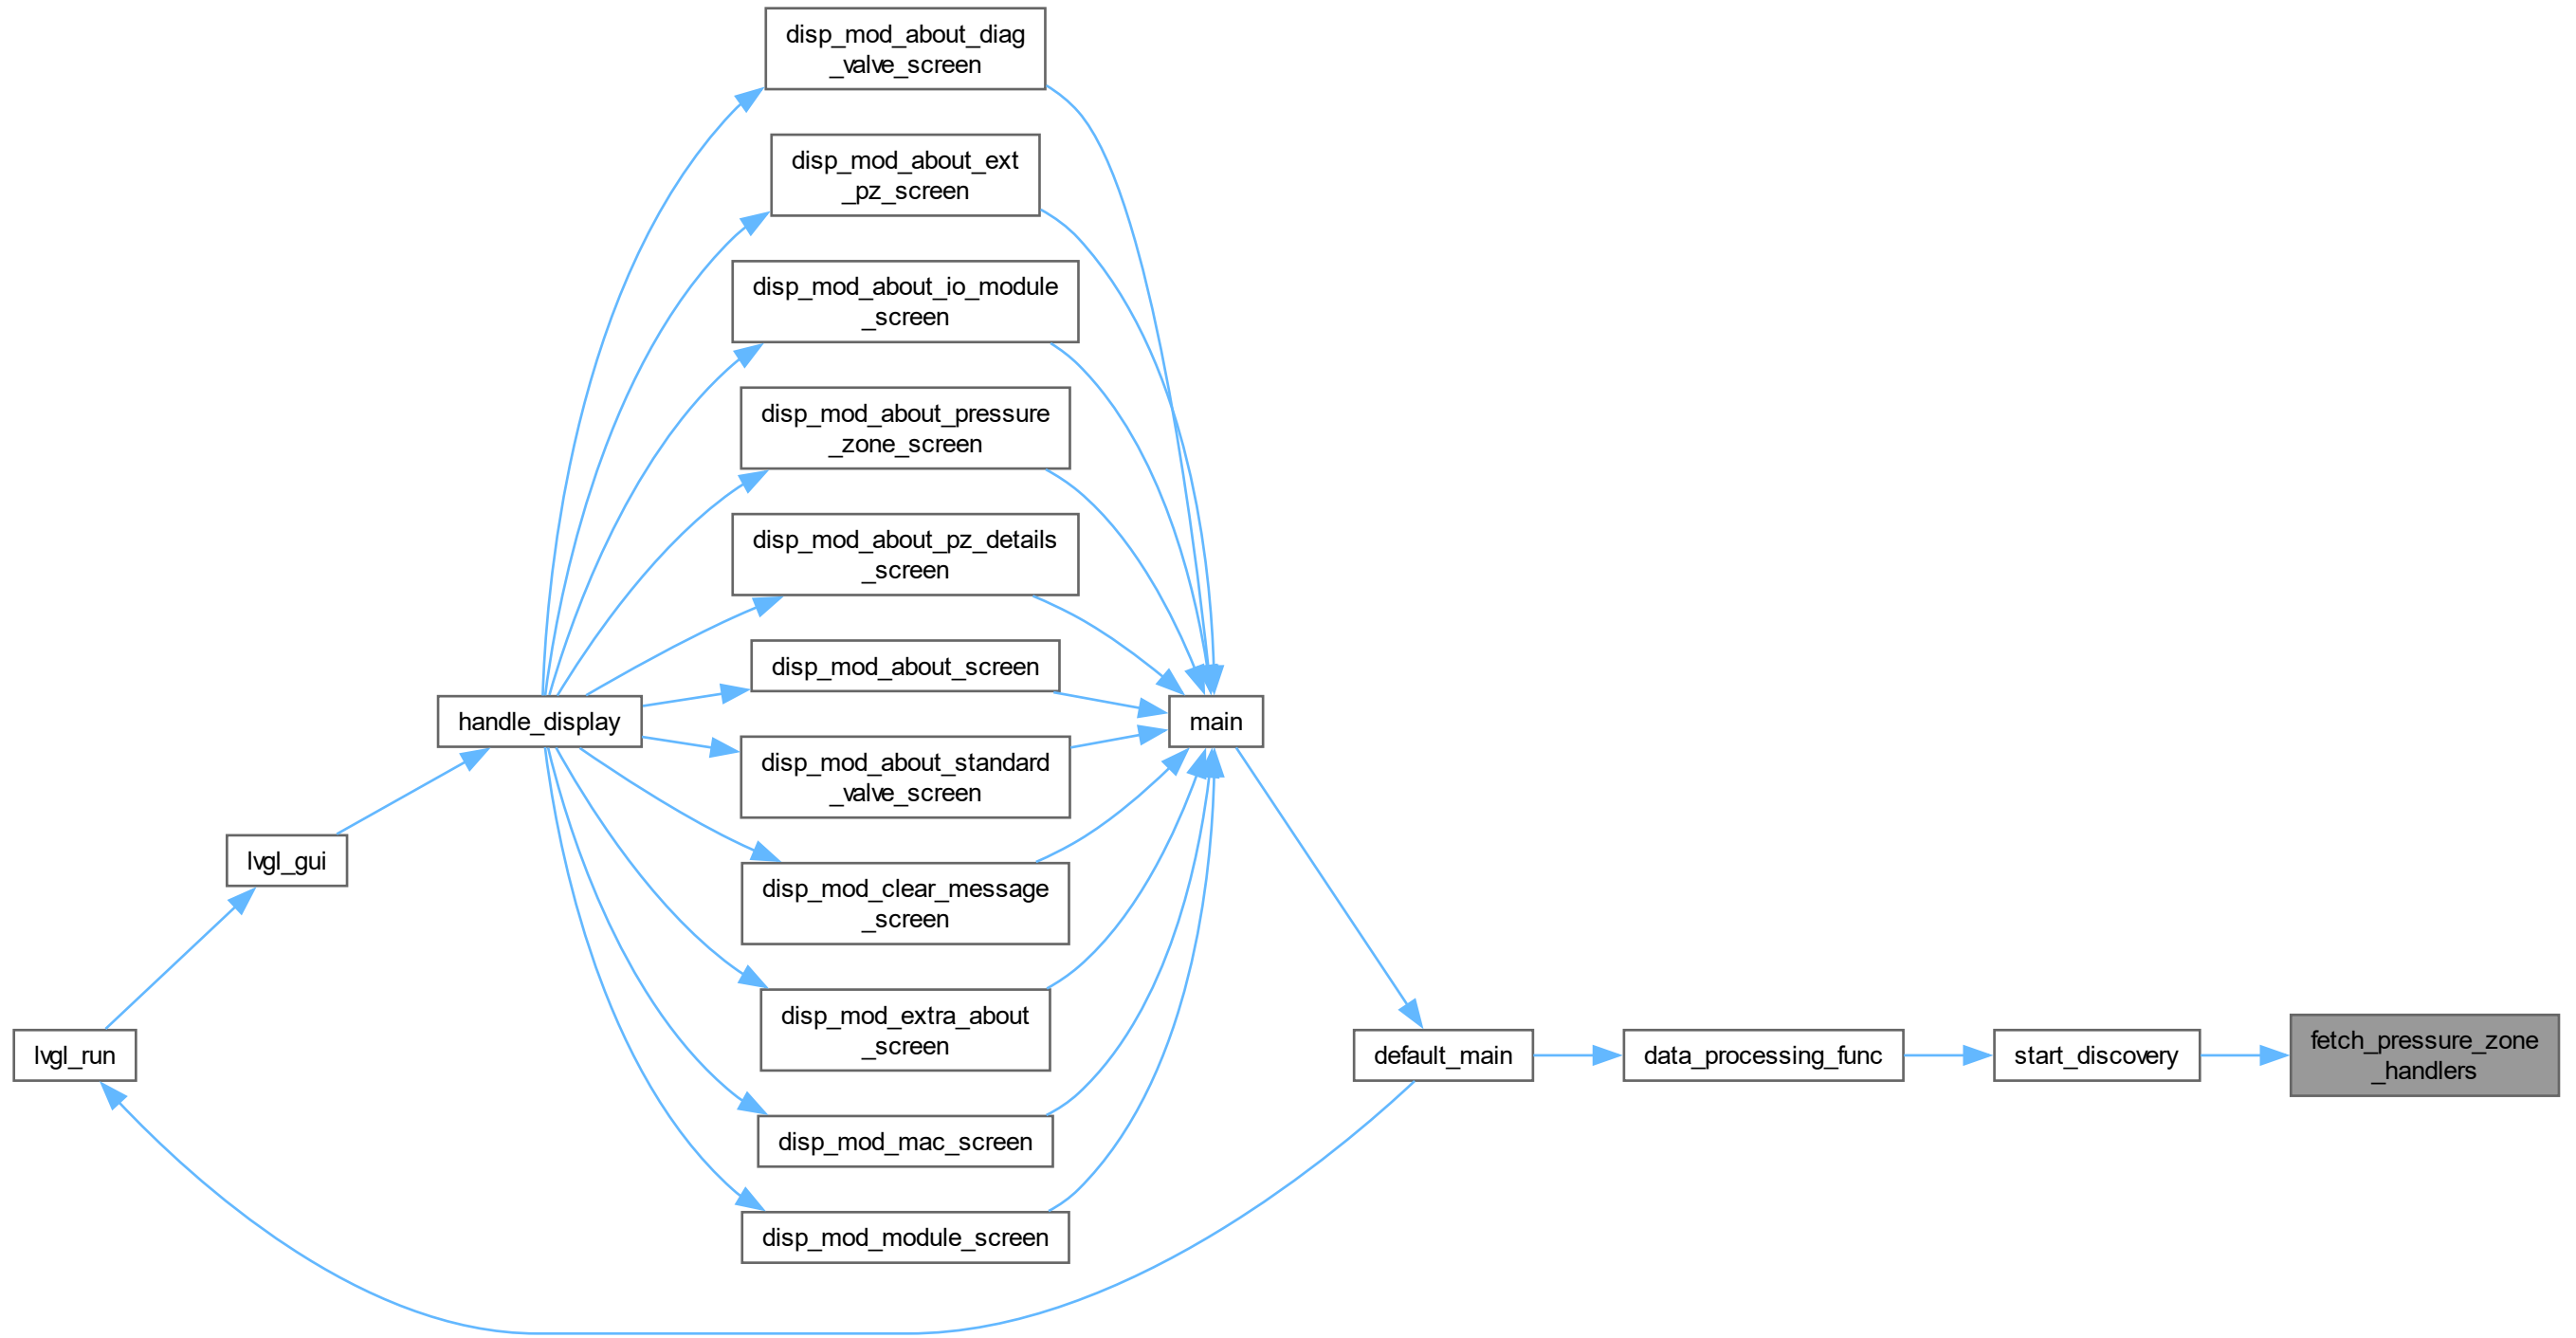 disp_mod_about_diag
_valve_screen
disp_mod_about_ext
_pz_screen
disp_mod_about_io_module
_screen
disp_mod_about_pressure
_zone_screen
disp_mod_about_pz_details
_screen
disp_mod_about_screen
handle_display
main
disp_mod_about_standard
_valve_screen
lvgl_gui
disp_mod_clear_message
_screen
disp_mod_extra_about
_screen
lvgl_run
default_main
data_processing_func
start_discovery
fetch_pressure_zone
_handlers
disp_mod_mac_screen
disp_mod_module_screen